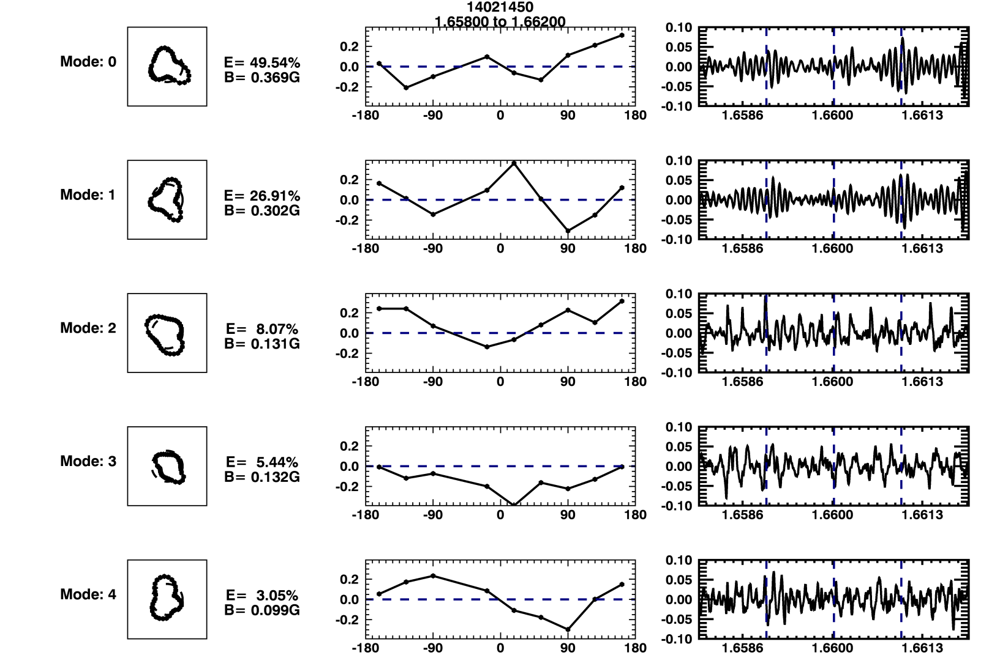 14021450
1.65800 to 1.66200
Mode: 0
E= 49.54%
B= 0.369G
0.2
0.0
-0.2
-180 -90 0 90 180
0.10
0.05
0.00
-0.05
-0.10
1.6586 1.6600 1.6613
Mode: 1
E= 26.91%
B= 0.302G
0.2
0.0
-0.2
-180 -90 0 90 180
0.10
0.05
0.00
-0.05
-0.10
1.6586 1.6600 1.6613
Mode: 2
E= 8.07%
B= 0.131G
0.2
0.0
-0.2
-180 -90 0 90 180
0.10
0.05
0.00
-0.05
-0.10
1.6586 1.6600 1.6613
Mode: 3
E= 5.44%
B= 0.132G
0.2
0.0
-0.2
-180 -90 0 90 180
0.10
0.05
0.00
-0.05
-0.10
1.6586 1.6600 1.6613
Mode: 4
E= 3.05%
B= 0.099G
0.2
0.0
-0.2
-180 -90 0 90 180
0.10
0.05
0.00
-0.05
-0.10
1.6586 1.6600 1.6613